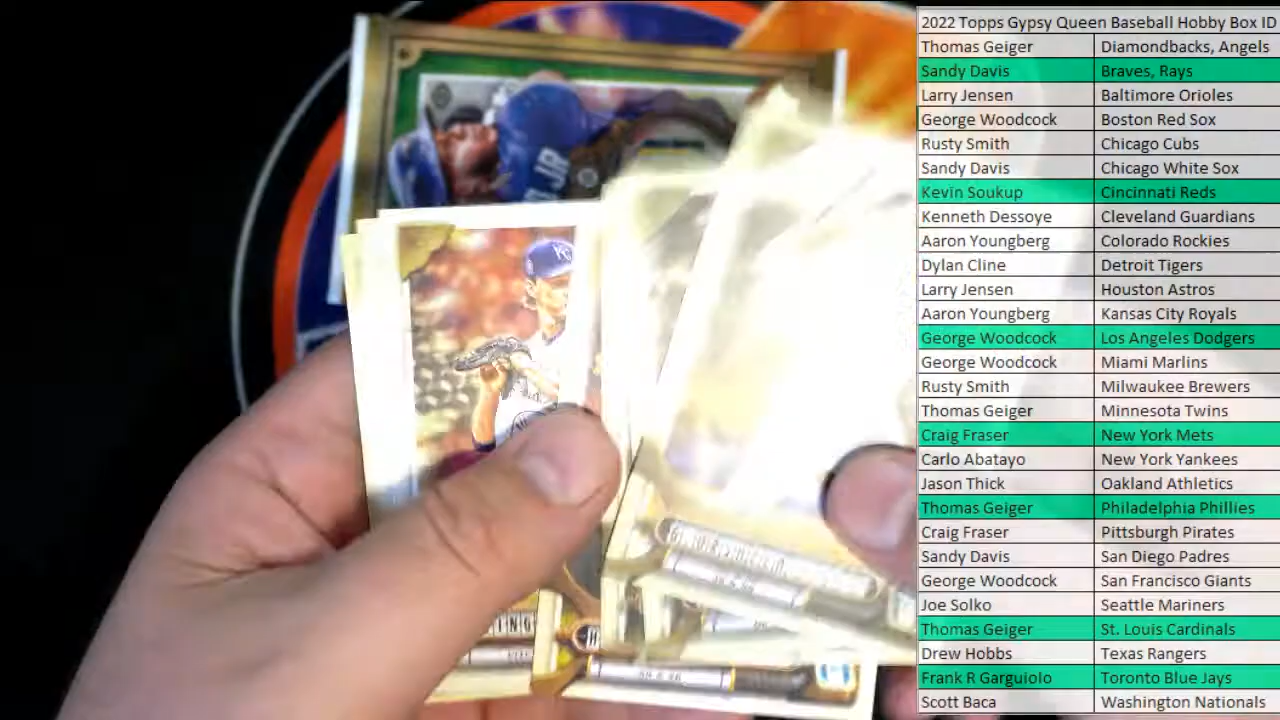 2022 Topps Gypsy Queen Baseball Hobby Box ID
Thomas Geiger Diamondbacks, Angels
Sandy Davis Braves, Rays
Larry Jensen Baltimore Orioles
George Woodcock Boston Red Sox
Rusty Smith Chicago Cubs
Sandy Davis Chicago White Sox
Kevin Soukup Cincinnati Reds
Kenneth Dessoye Cleveland Guardians
Aaron Youngberg Colorado Rockies
Dylan Cline Detroit Tigers
Larry Jensen Houston Astros
Aaron Youngberg Kansas City Royals
George Woodcock Los Angeles Dodgers
George Woodcock Miami Marlins
Rusty Smith Milwaukee Brewers
Thomas Geiger Minnesota Twins
Craig Fraser New York Mets
Carlo Abatayo New York Yankees
Jason Thick Oakland Athletics
Thomas Geiger Philadelphia Phillies
Craig Fraser Pittsburgh Pirates
Sandy Davis San Diego Padres
George Woodcock San Francisco Giants
Joe Solko Seattle Mariners
Thomas Geiger St. Louis Cardinals
Drew Hobbs Texas Rangers
Frank R Garguiolo Toronto Blue Jays
Scott Baca Washington Nationals
JR
KC